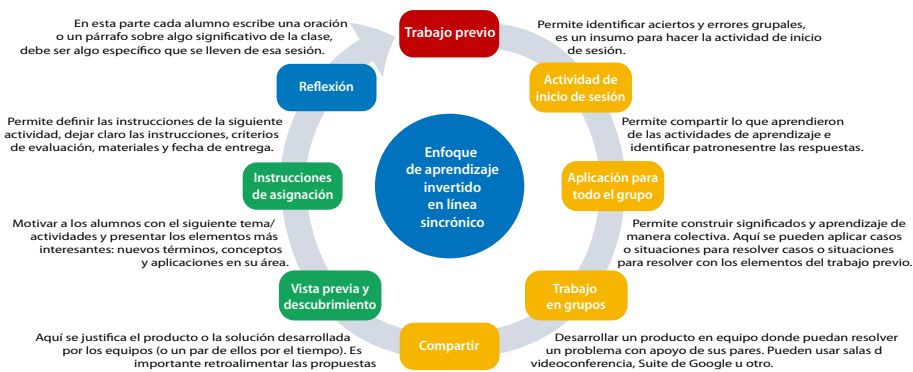 Trabajo previo
Permite identificar aciertos y errores grupales,
es un insumo para hacer la actividad de inicio
de sesión.
Actividad de
inicio de sesión
Permite compartir lo que aprendieron
de las actividades de aprendizaje e
identificar patronesentre las respuestas.
Aplicación para
todo el grupo
Permite construir significados y aprendizaje de
manera colectiva. Aquí se pueden aplicar casos
o situaciones para resolver casos o situaciones
para resolver con los elementos del trabajo previo.
Trabajo
en grupos
Desarrollar un producto en equipo donde puedan resolver
un problema con apoyo de sus pares. Pueden usar salas d
videoconferencia, Suite de Google u otro.
Compartir
Aquí se justifica el producto o la solución desarrollada
por los equipos (o un par de ellos por el tiempo). Es
importante retroalimentar las propuestas
Vista previa y
descubrimiento
Motivar a los alumnos con el siguiente tema/
actividades y presentar los elementos más
interesantes: nuevos términos, conceptos
y aplicaciones en su área.
Instrucciones
de asignación
Permite definir las instrucciones de la siguiente
actividad, dejar claro las instrucciones, criterios
de evaluación, materiales y fecha de entrega.
Reflexión
En esta parte cada alumno escribe una oración
o un párrafo sobre algo significativo de la clase,
debe ser algo específico que se lleven de esa sesión.
Enfoque
de aprendizaje
invertido
en línea
sincrónico